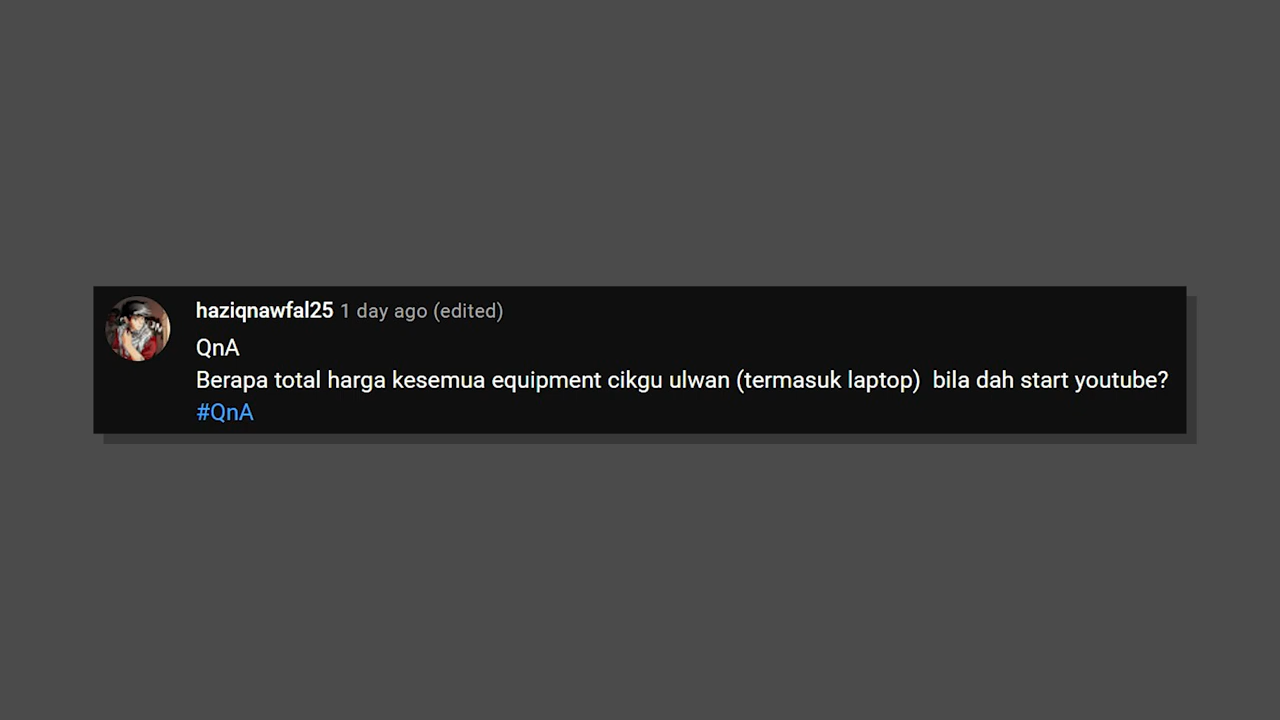 haziqnawfal25 1 day ago (edited)
QnA
Berapa total harga kesemua equipment cikgu ulwan (termasuk laptop)  bila dah start youtube?
#QnA